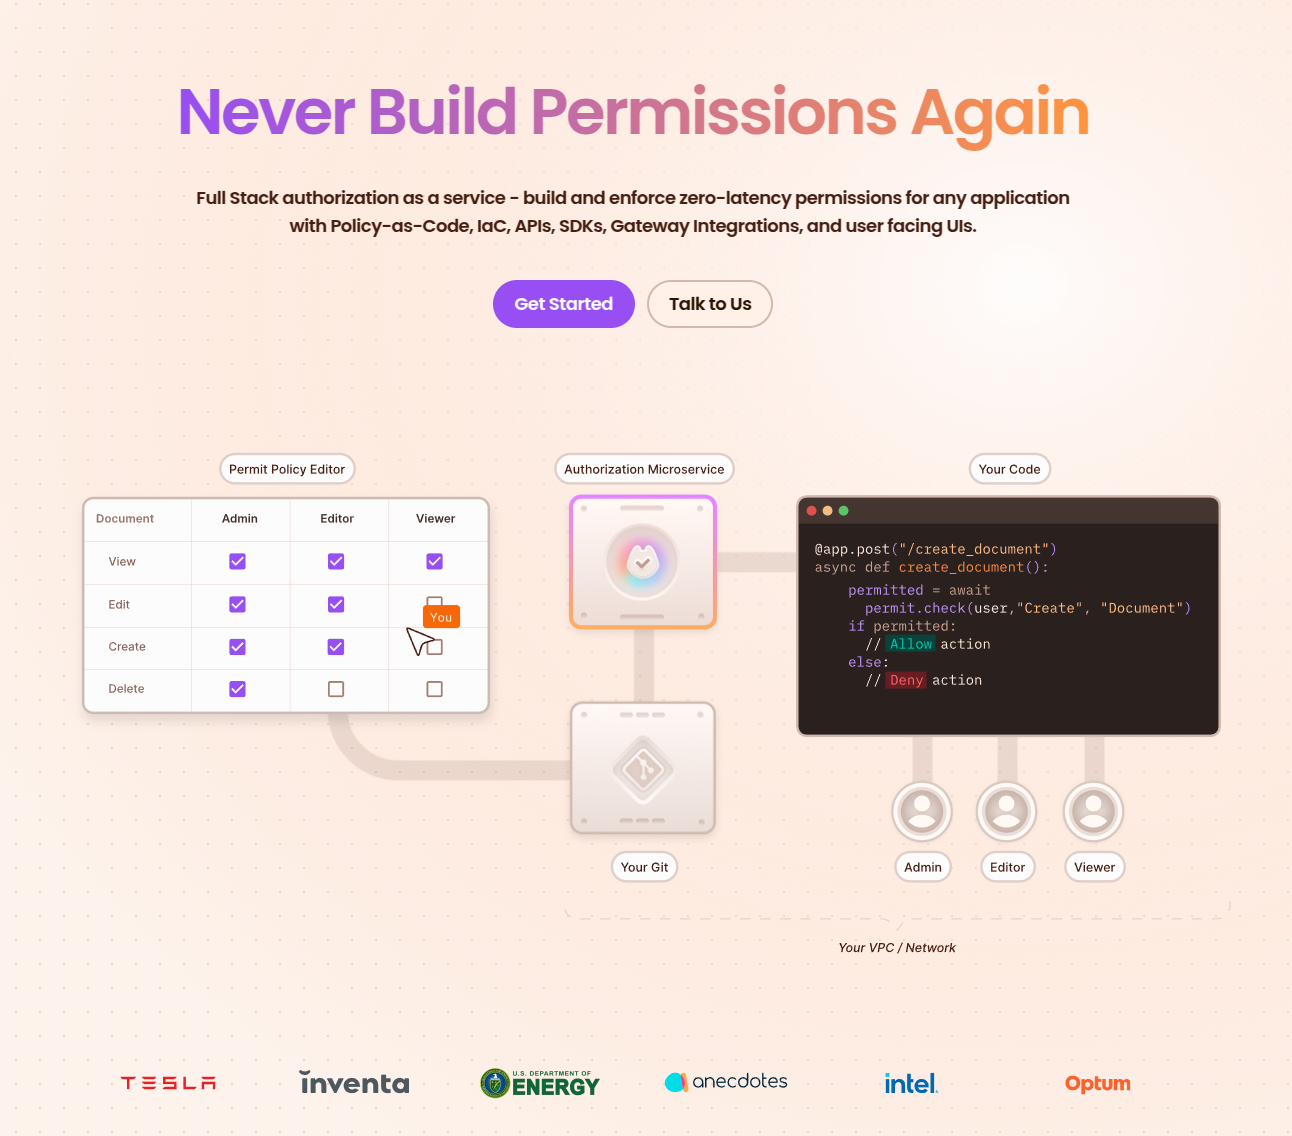 Never Build Permissions Again
Full Stack authorization as a service - build and enforce zero-latency permissions for any application
with Policy-as-Code, IaC, APIs, SDKs, Gateway Integrations, and user facing UIs.
Get Started
Talk to Us
Permit Policy Editor
Document Admin Editor Viewer
View
Edit
You
Create
Delete
Authorization Microservice
Your Git
Your Code
@app.post("/create_document")
async def create_document():
permitted = await
permit.check(user,"Create", "Document")
if permitted:
// Allow action
else:
// Deny action
Admin
Editor
Viewer
Your VPC / Network
TESLA
inventa
U.S. DEPARTMENT OF
ENERGY
anecdotes
intel.
Optum